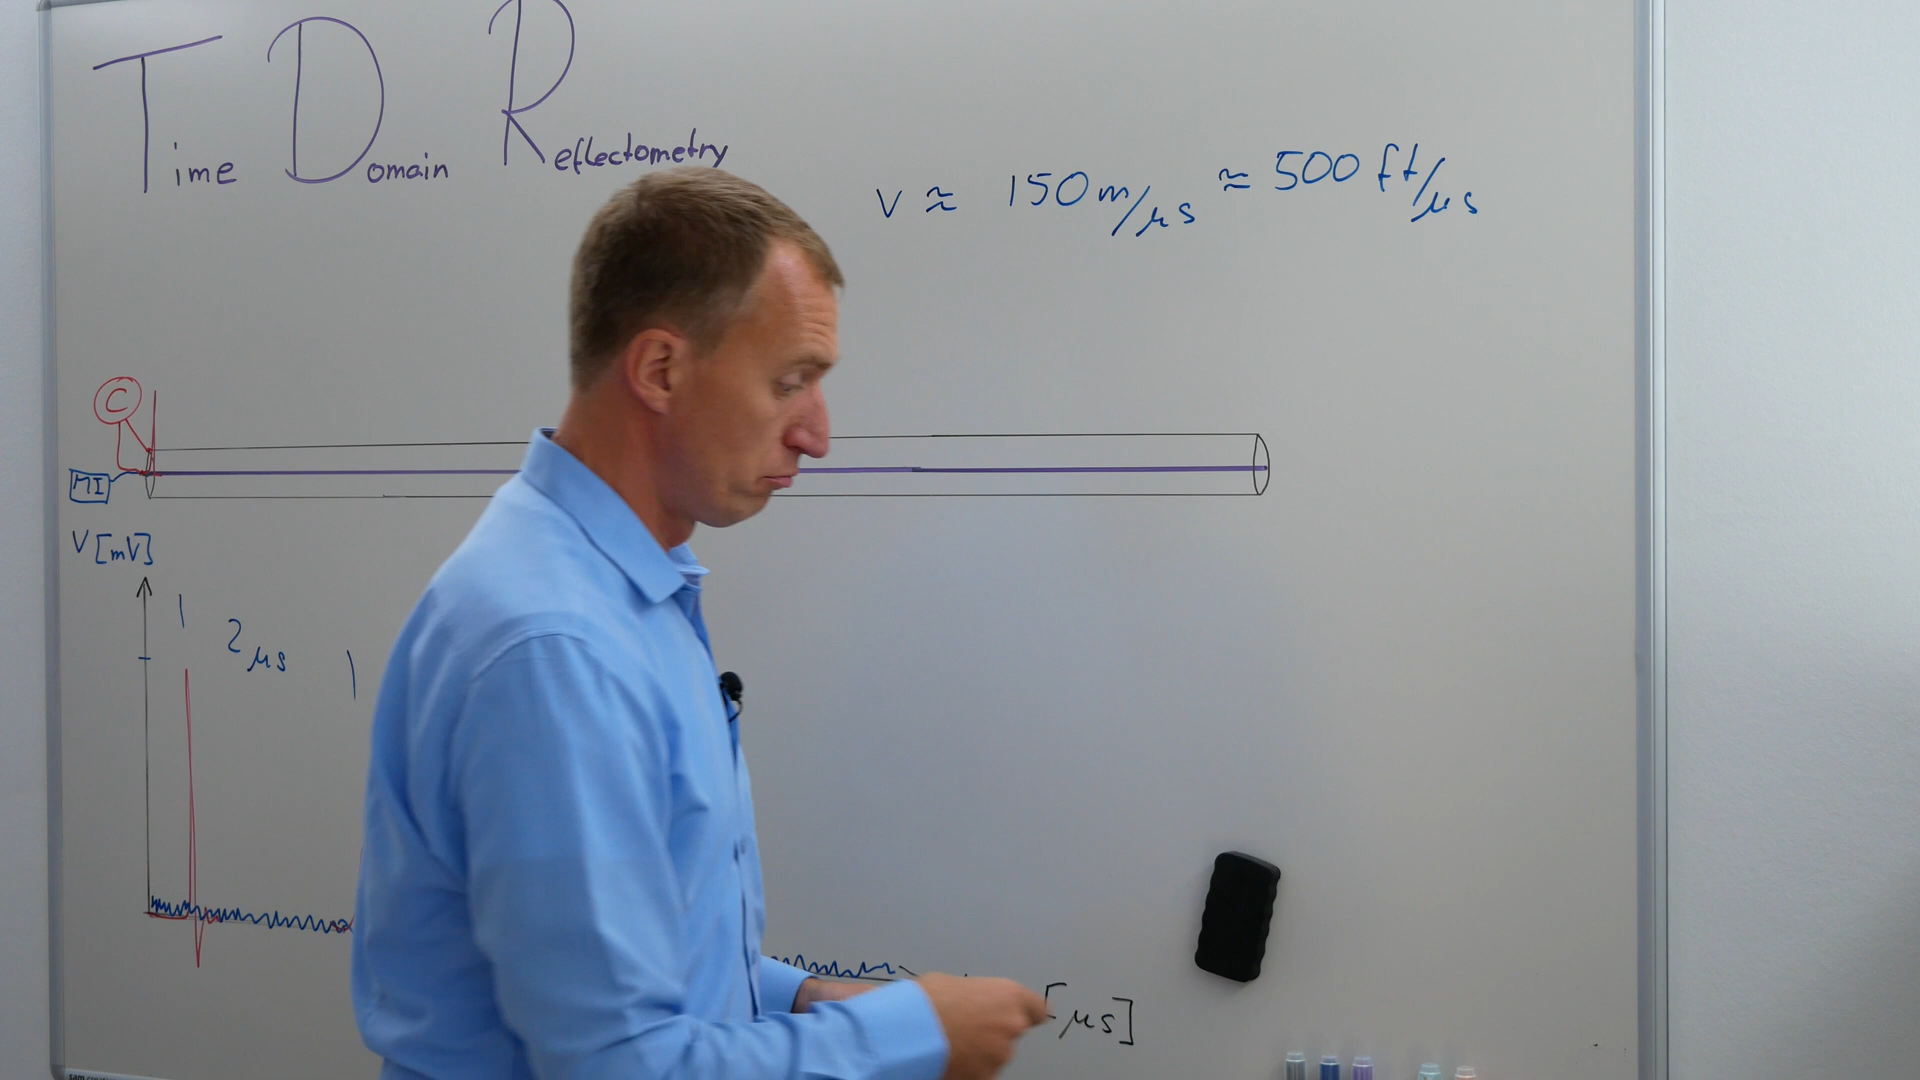 Time Domain Reflectometry
v ≈ 150 m/μs ≈ 500 ft/μs
C
MI
V [mV]
2 μs
[μs]